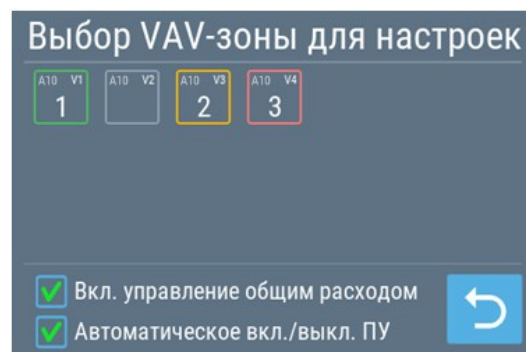 Выбор VAV-зоны для настроек
A10 V1 A10 V2 A10 V3 A10 V4
1 2 3
Вкл. управление общим расходом
Автоматическое вкл./выкл. ПУ